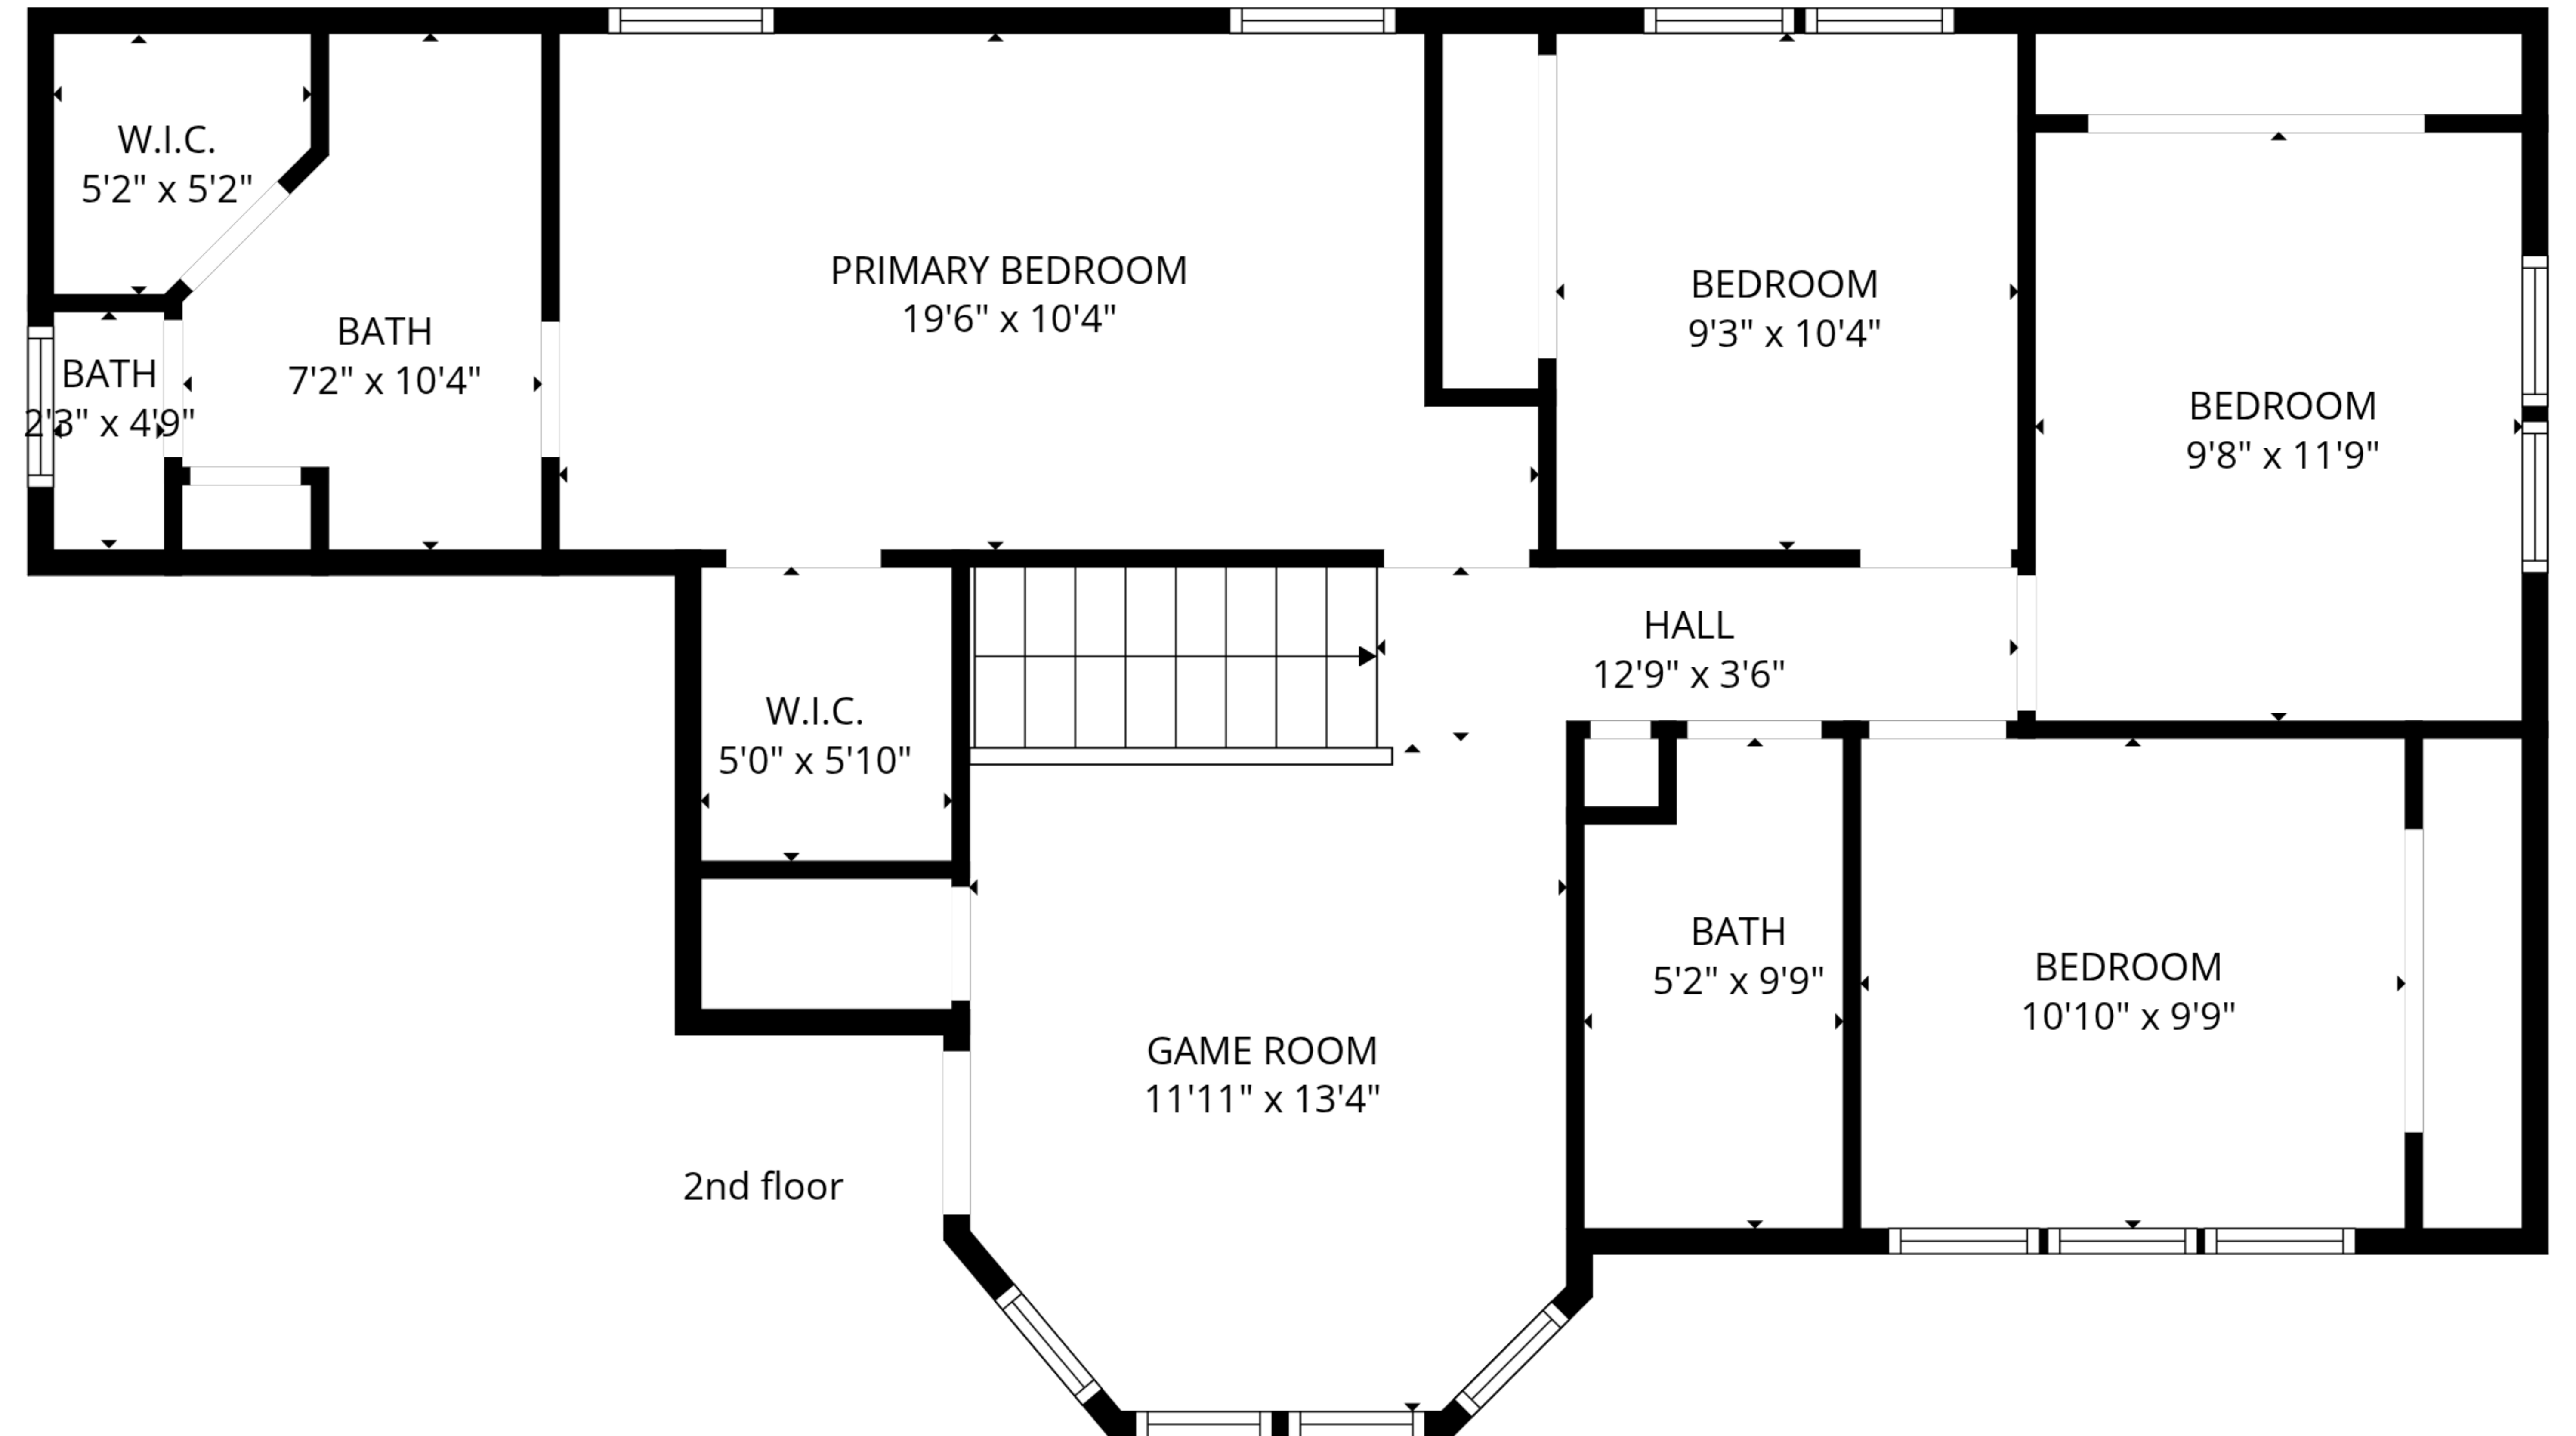 W.I.C.
5'2" x 5'2"
BATH
7'2" x 10'4"
BATH
2'3" x 4'9"
PRIMARY BEDROOM
19'6" x 10'4"
BEDROOM
9'3" x 10'4"
BEDROOM
9'8" x 11'9"
HALL
12'9" x 3'6"
W.I.C.
5'0" x 5'10"
BATH
5'2" x 9'9"
BEDROOM
10'10" x 9'9"
GAME ROOM
11'11" x 13'4"
2nd floor